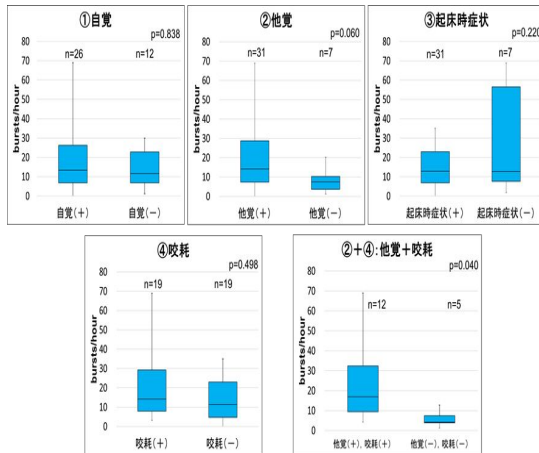 ①自覚
p=0.838
n=26 n=12
80
70
60
50
40
30
20
10
0
bursts/hour
自覚(+) 自覚(−)
②他覚
p=0.060
n=31 n=7
80
70
60
50
40
30
20
10
0
bursts/hour
他覚(+) 他覚(−)
③起床時症状
p=0.220
n=31 n=7
80
70
60
50
40
30
20
10
0
bursts/hour
起床時症状(+) 起床時症状(−)
④咬耗
p=0.498
n=19 n=19
80
70
60
50
40
30
20
10
0
bursts/hour
咬耗(+) 咬耗(−)
②+④:他覚+咬耗
p=0.040
n=12 n=5
80
70
60
50
40
30
20
10
0
bursts/hour
他覚(+), 咬耗(+) 他覚(−), 咬耗(−)